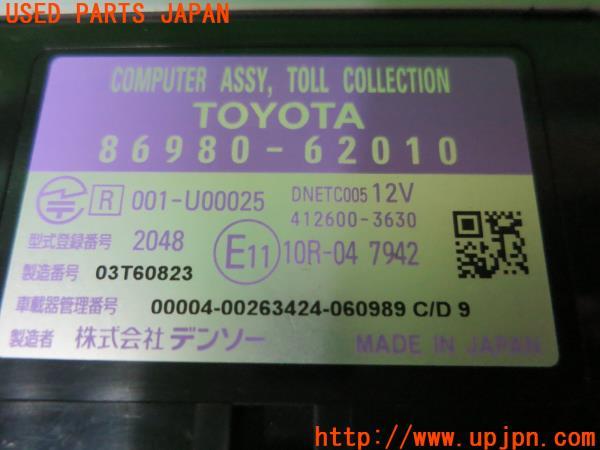 USED PARTS JAPAN
COMPUTER ASSY, TOLL COLLECTION
TOYOTA
86980-62010
R 001-U00025 DNETC005 12V
412600-3630
型式登録番号 2048 E11 10R-04 7942
製造番号 03T60823
車載器管理番号 00004-00263424-060989 C/D 9
製造者 株式会社デンソー MADE IN JAPAN
http://www.upjpn.com/